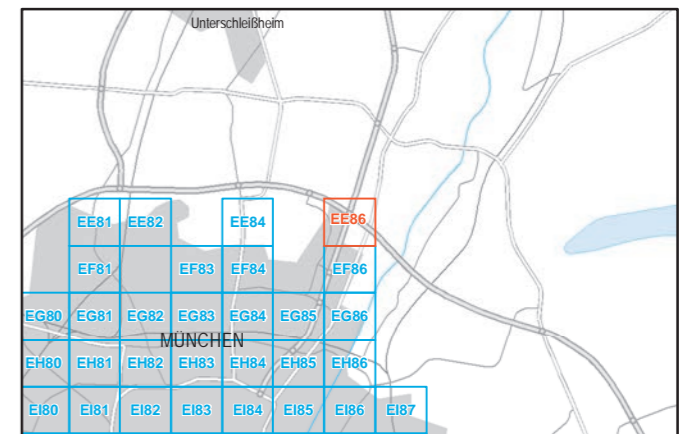 Unterschleißheim
EE81 EE82 EE84 EE86
EF81 EF83 EF84 EF86
EG80 EG81 EG82 EG83 EG84 EG85 EG86
MÜNCHEN
EH80 EH81 EH82 EH83 EH84 EH85 EH86
EI80 EI81 EI82 EI83 EI84 EI85 EI86 EI87